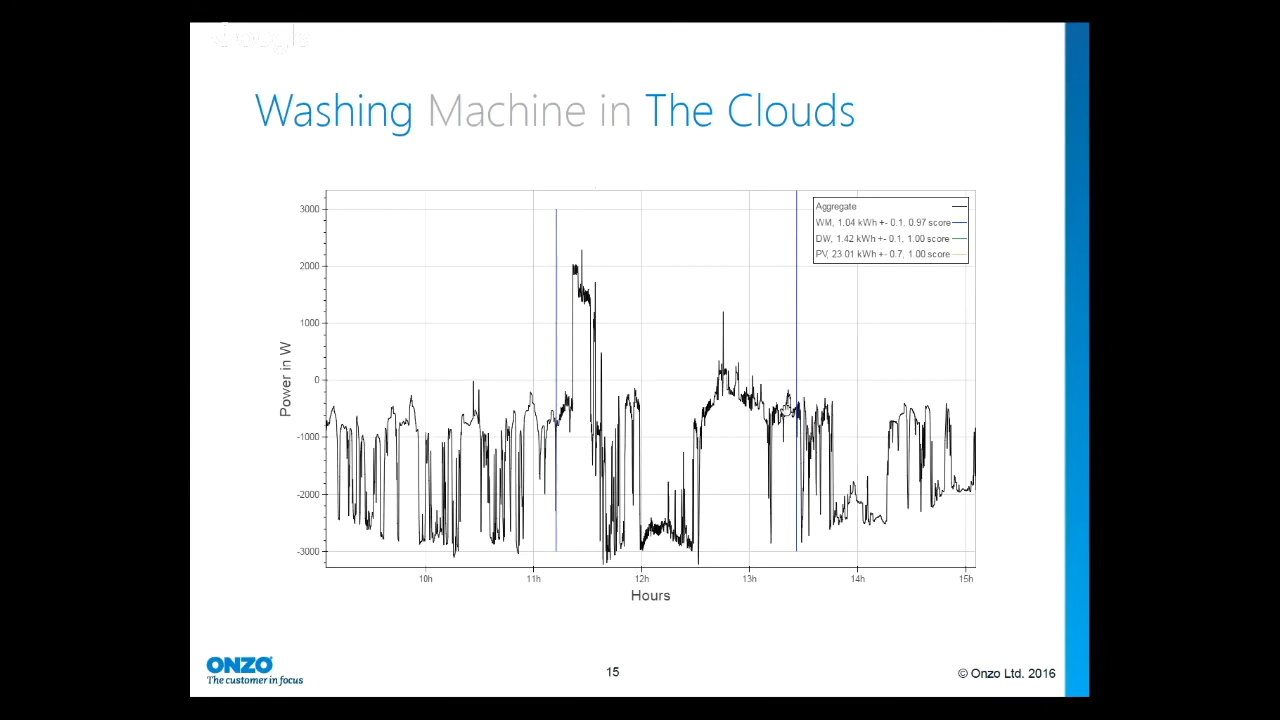 Google
Washing Machine in The Clouds
Aggregate
WM, 1.04 kWh +- 0.1, 0.97 score
DW, 1.42 kWh +- 0.1, 1.00 score
PV, 23.01 kWh +- 0.7, 1.00 score
3000
2000
1000
0
-1000
-2000
-3000
Power in W
10h 11h 12h 13h 14h 15h
Hours
ONZO
The customer in focus
15
© Onzo Ltd. 2016